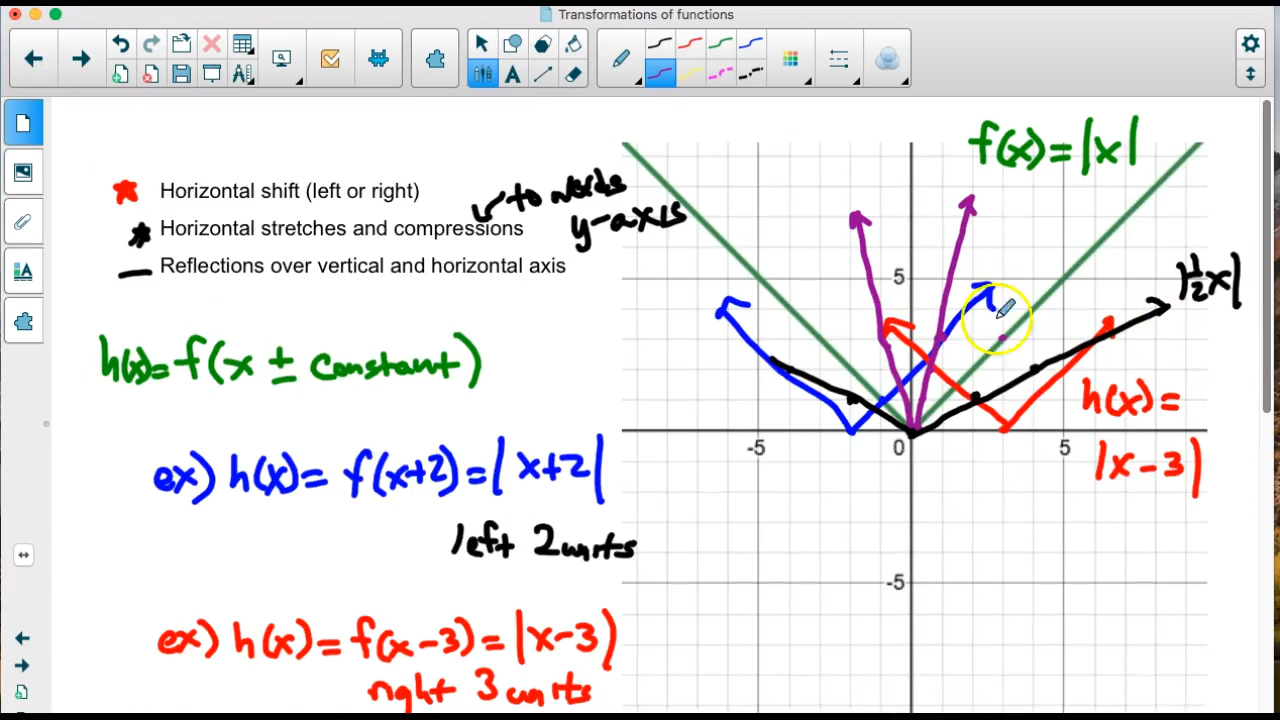 Transformations of functions
Horizontal shift (left or right)
Horizontal stretches and compressions
to wards
y-axis
Reflections over vertical and horizontal axis
h(x)= f(x ± constant)
ex) h(x)= f(x+2)=|x+2|
left 2 units
ex) h(x)= f(x-3)=|x-3|
right 3 units
f(x)=|x|
|1/2x|
5
-5
0
5
-5
h(x)=
|x-3|
A
A